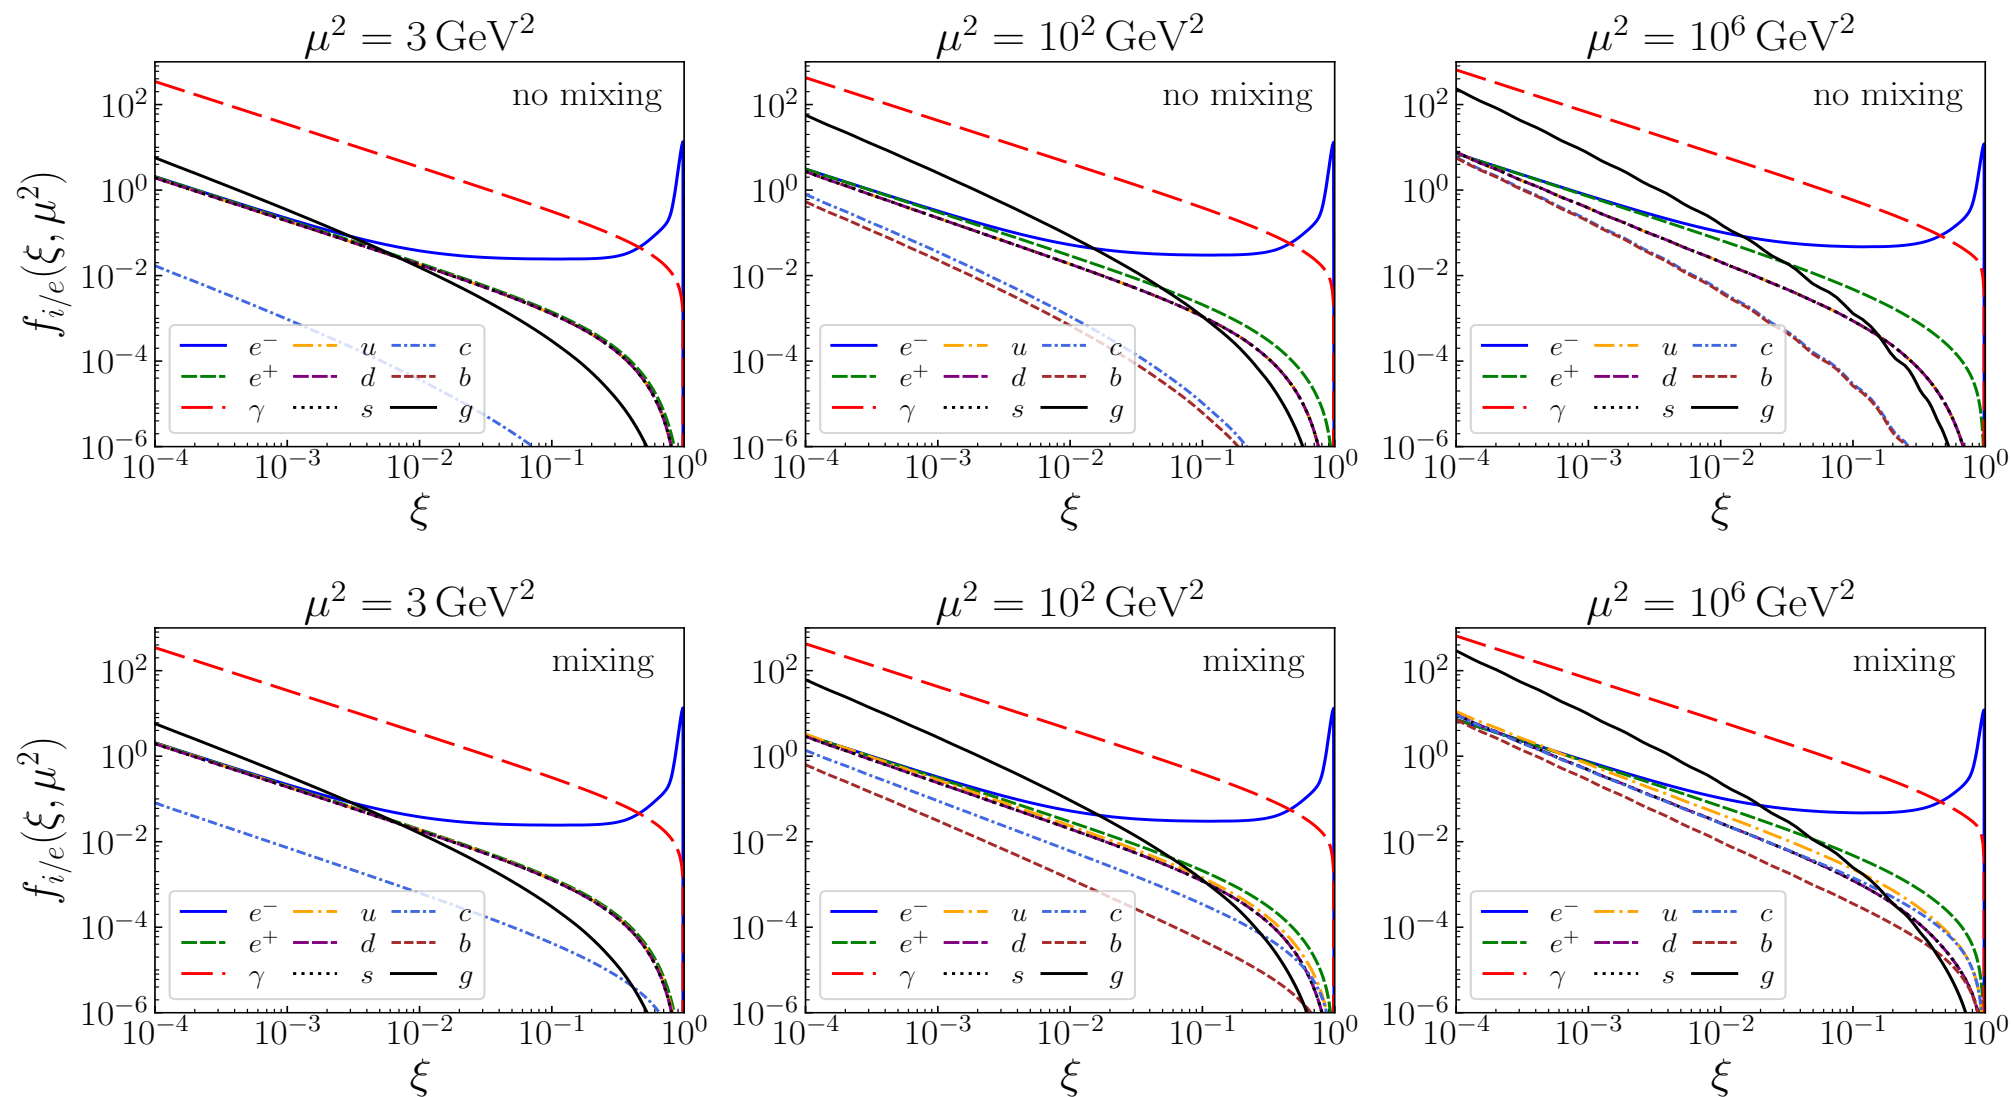 μ² = 3 GeV²
μ² = 10² GeV²
μ² = 10⁶ GeV²
f_{i/e}(ξ, μ²)
10²
10⁰
10⁻²
10⁻⁴
10⁻⁶
no mixing
e⁻ u c
e⁺ d b
γ s g
10⁻⁴ 10⁻³ 10⁻² 10⁻¹ 10⁰
ξ
10²
10⁰
10⁻²
10⁻⁴
10⁻⁶
no mixing
e⁻ u c
e⁺ d b
γ s g
10⁻⁴ 10⁻³ 10⁻² 10⁻¹ 10⁰
ξ
10²
10⁰
10⁻²
10⁻⁴
10⁻⁶
no mixing
e⁻ u c
e⁺ d b
γ s g
10⁻⁴ 10⁻³ 10⁻² 10⁻¹ 10⁰
ξ
μ² = 3 GeV²
μ² = 10² GeV²
μ² = 10⁶ GeV²
f_{i/e}(ξ, μ²)
10²
10⁰
10⁻²
10⁻⁴
10⁻⁶
mixing
e⁻ u c
e⁺ d b
γ s g
10⁻⁴ 10⁻³ 10⁻² 10⁻¹ 10⁰
ξ
10²
10⁰
10⁻²
10⁻⁴
10⁻⁶
mixing
e⁻ u c
e⁺ d b
γ s g
10⁻⁴ 10⁻³ 10⁻² 10⁻¹ 10⁰
ξ
10²
10⁰
10⁻²
10⁻⁴
10⁻⁶
mixing
e⁻ u c
e⁺ d b
γ s g
10⁻⁴ 10⁻³ 10⁻² 10⁻¹ 10⁰
ξ